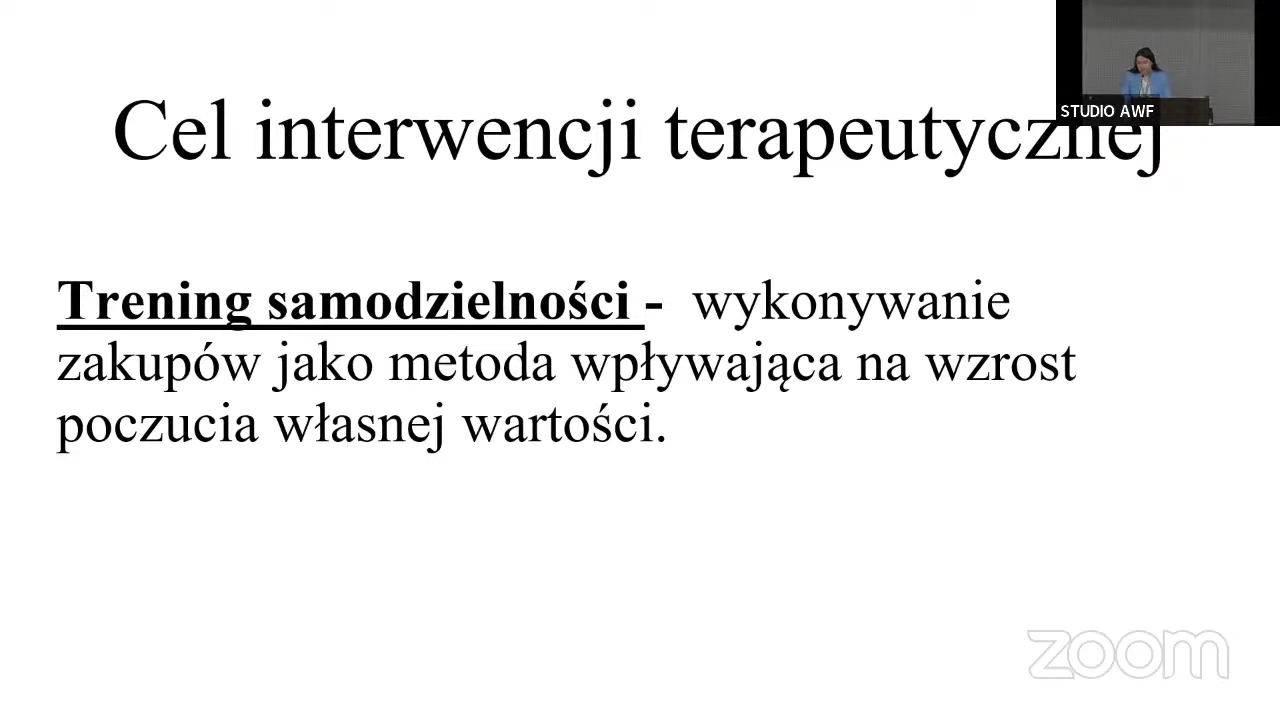 Cel interwencji terapeutycznej
STUDIO AWF
Trening samodzielności - wykonywanie
zakupów jako metoda wpływająca na wzrost
poczucia własnej wartości.
zoom